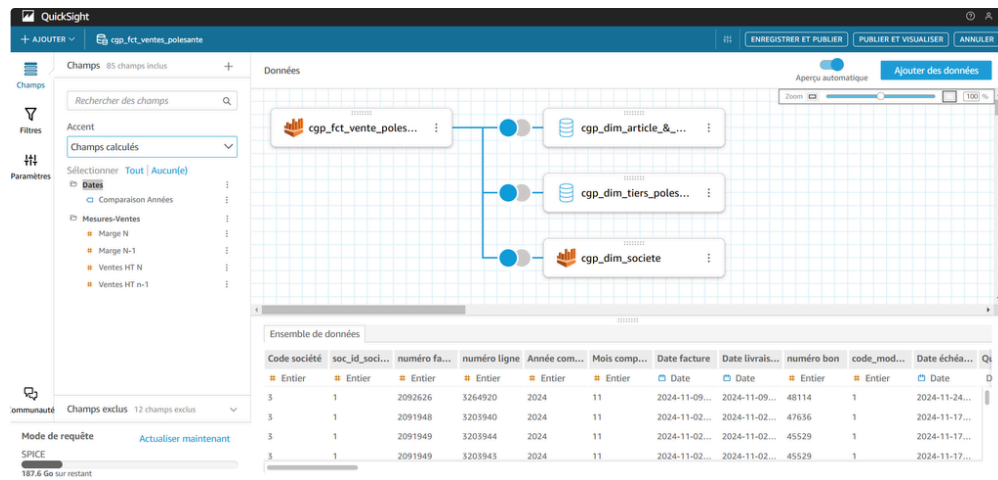 QuickSight
+ AJOUTER
cgp_fct_ventes_polesante
ENREGISTRER ET PUBLIER
PUBLIER ET VISUALISER
ANNULER
Champs
Filtres
Paramètres
ommunauté
Champs 85 champs inclus
Rechercher des champs
Accent
Champs calculés
Sélectionner Tout Aucun(e)
Dates
Comparaison Années
Mesures-Ventes
Marge N
Marge N-1
Ventes HT N
Ventes HT n-1
Champs exclus 12 champs exclus
Mode de requête Actualiser maintenant
SPICE
187.6 Go sur restant
Données
Aperçu automatique
Ajouter des données
Zoom 100 %
cgp_fct_vente_poles...
cgp_dim_article_&_...
cgp_dim_tiers_poles...
cgp_dim_societe
Ensemble de données
Code société soc_id_soci... numéro fa... numéro ligne Année com... Mois comp... Date facture Date livrais... numéro bon code_mod... Date échéa... Qu
# Entier # Entier # Entier # Entier # Entier # Entier Date Date # Entier # Entier Date D
3 1 2092626 3264920 2024 11 2024-11-09... 2024-11-09... 48114 1 2024-11-24...
3 1 2091948 3203940 2024 11 2024-11-02... 2024-11-02... 47636 1 2024-11-17...
3 1 2091949 3203944 2024 11 2024-11-02... 2024-11-02... 45529 1 2024-11-17...
3 1 2091949 3203943 2024 11 2024-11-02... 2024-11-02... 45529 1 2024-11-17...